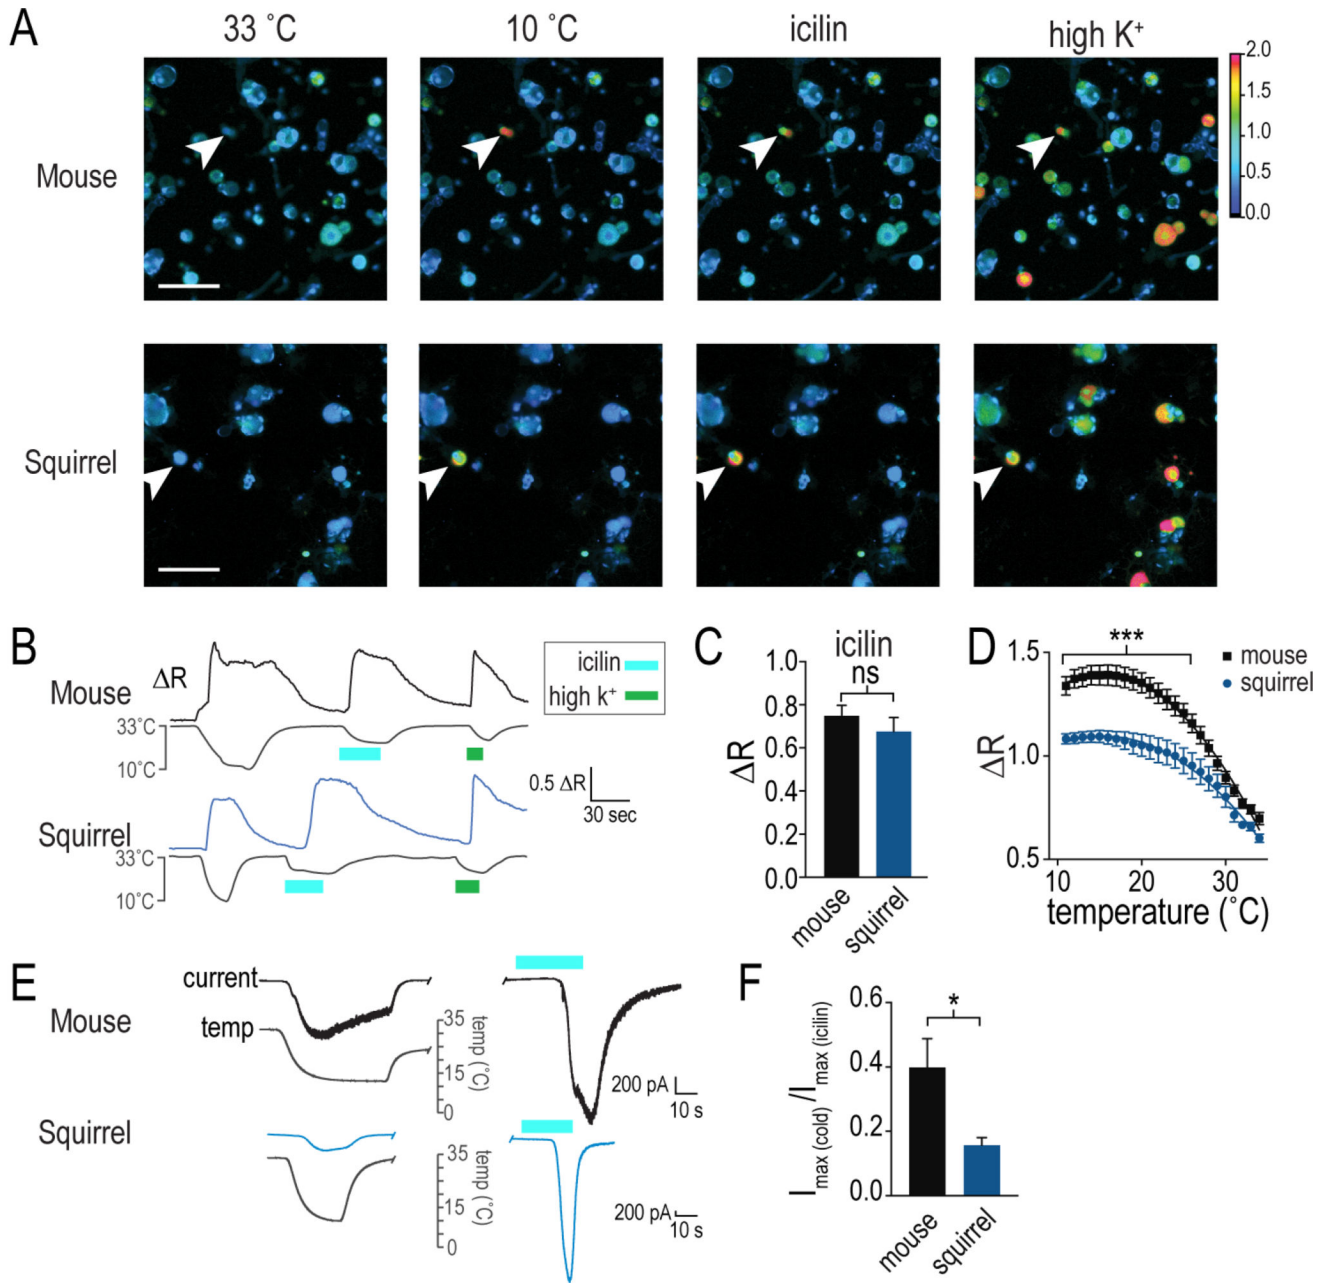 A
33 ˚C
10 ˚C
icilin
high K⁺
Mouse
2.0
1.5
1.0
0.5
0.0
Squirrel
B
Mouse
ΔR
33˚C
10˚C
icilin
high k⁺
Squirrel
33˚C
10˚C
0.5 ΔR
30 sec
C
icilin
ns
1.0
0.8
0.6
0.4
0.2
0.0
ΔR
mouse
squirrel
D
***
mouse
squirrel
1.5
1.0
0.5
ΔR
10
20
30
temperature (˚C)
E
Mouse
current
temp
35
15
0
temp (˚C)
200 pA
10 s
Squirrel
35
15
0
temp (˚C)
200 pA
10 s
F
*
0.6
0.4
0.2
0.0
I max (cold) /I max (icilin)
mouse
squirrel